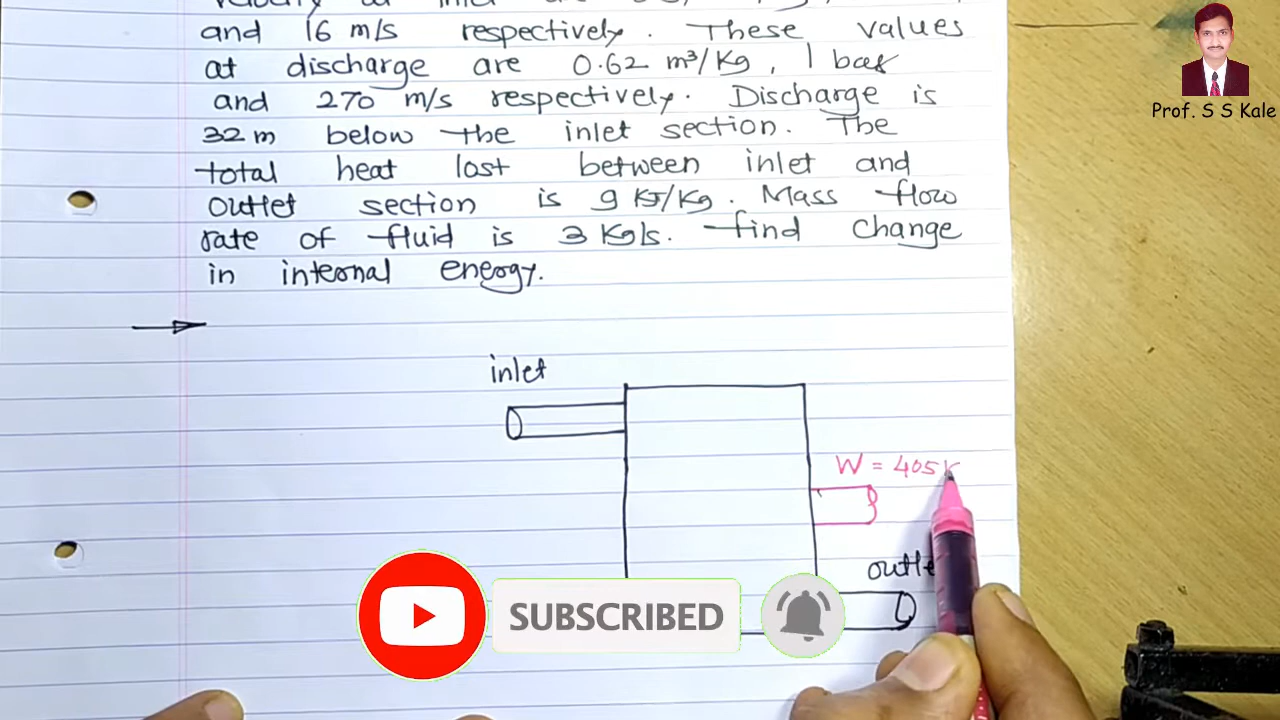 and 16 m/s respectively. These values
at discharge are 0.62 m³/Kg, 1 bar
and 270 m/s respectively. Discharge is
32m below the inlet section. The
total heat lost between inlet and
Outlet section is 9 KJ/Kg. Mass flow
rate of fluid is 3 Kg/s. find change
in internal energy.
inlet
W = 405
SUBSCRIBED
Prof. S S Kale